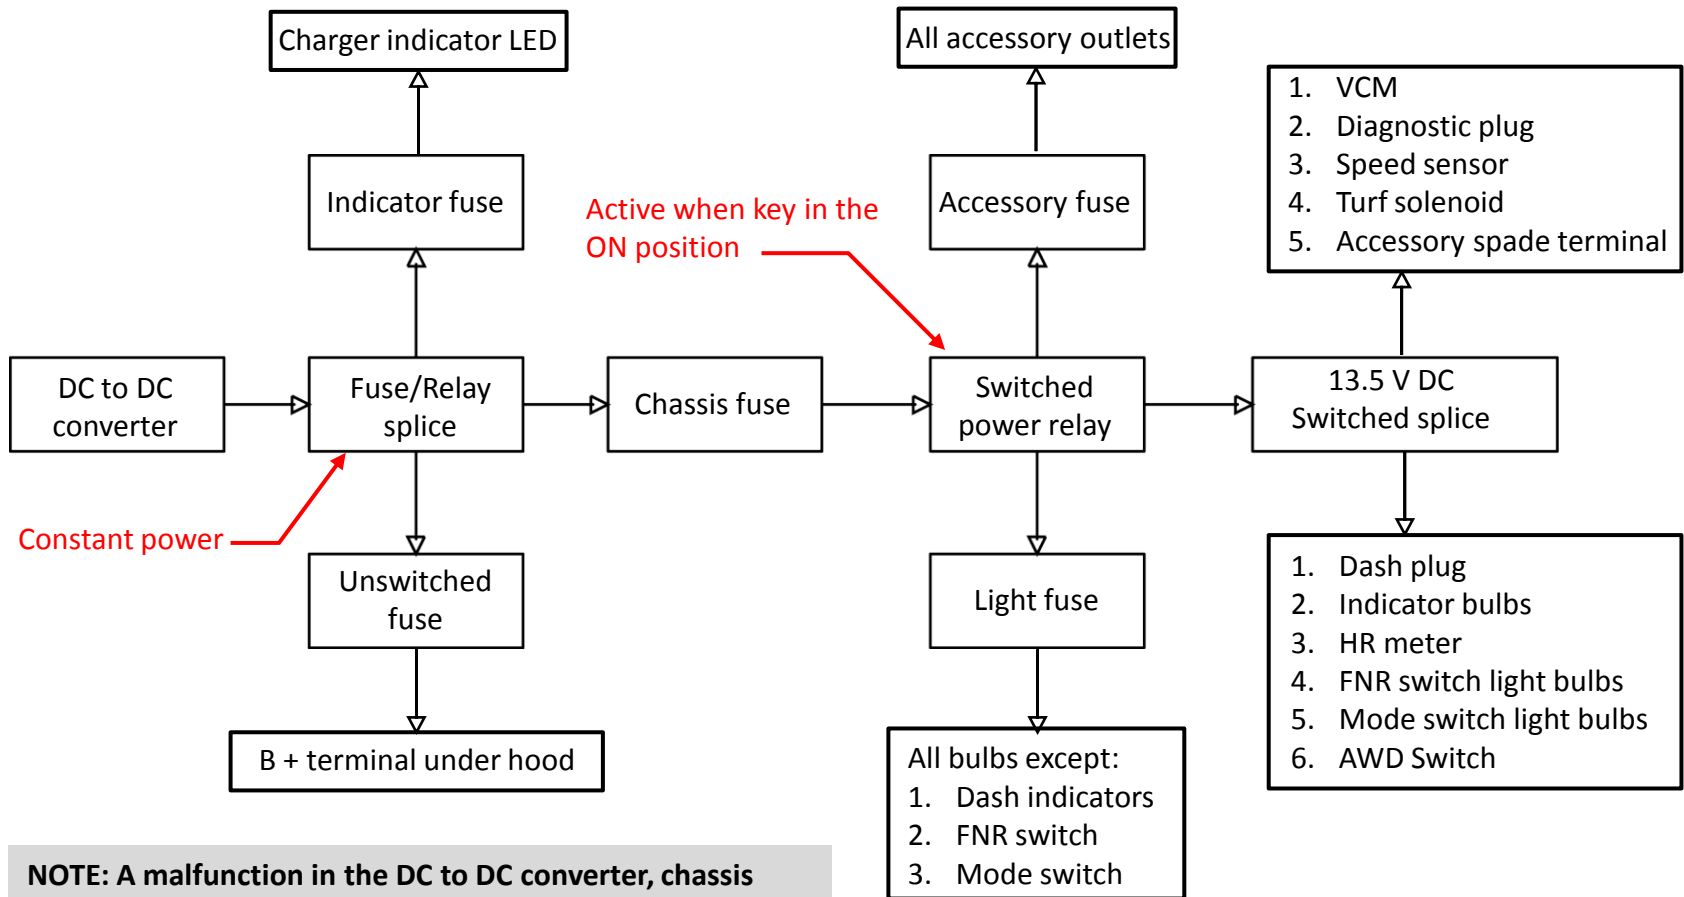 Charger indicator LED
All accessory outlets
1. VCM
2. Diagnostic plug
3. Speed sensor
4. Turf solenoid
5. Accessory spade terminal
Indicator fuse
Active when key in the
ON position
Accessory fuse
DC to DC
converter
Fuse/Relay
splice
Chassis fuse
Switched
power relay
13.5 V DC
Switched splice
Constant power
Unswitched
fuse
Light fuse
1. Dash plug
2. Indicator bulbs
3. HR meter
4. FNR switch light bulbs
5. Mode switch light bulbs
6. AWD Switch
B + terminal under hood
All bulbs except:
1. Dash indicators
2. FNR switch
3. Mode switch
NOTE: A malfunction in the DC to DC converter, chassis